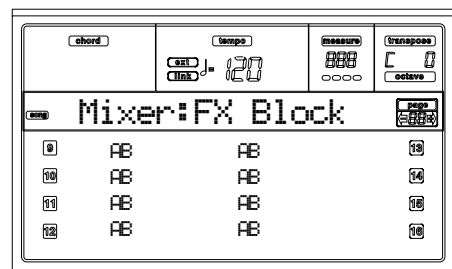 chord tempo measure transpose
ext link ♩= 120 888 C 0
octave
song Mixer:FX Block page
9 AB AB 13
10 AB AB 14
11 AB AB 15
12 AB AB 16